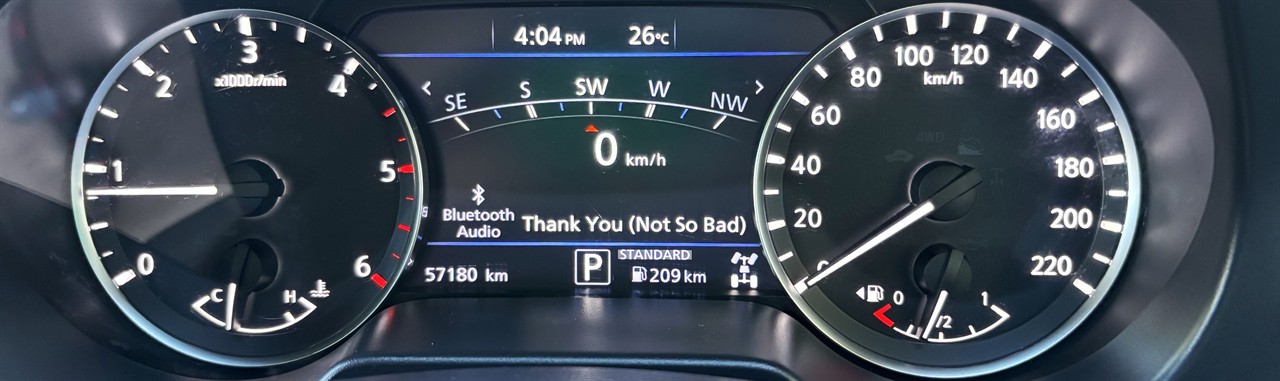 4:04 PM 26°C
SE S SW W NW
0 km/h
Bluetooth
Audio
Thank You (Not So Bad)
57180 km
P
STANDARD
209 km
0 1 2 3 4 5 6
x1000r/min
C H
0 20 40 60 80 100 120 140 160 180 200 220
km/h
4WD
0 1/2 1